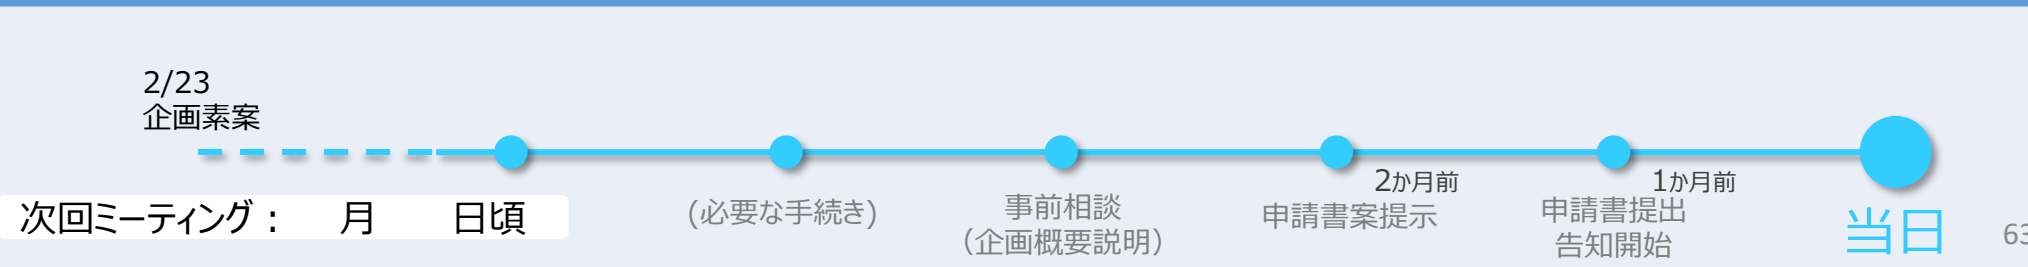 2/23
企画素案
次回ミーティング： 月 日頃
(必要な手続き)
事前相談
（企画概要説明）
2か月前
申請書案提示
1か月前
申請書提出
告知開始
当日
63